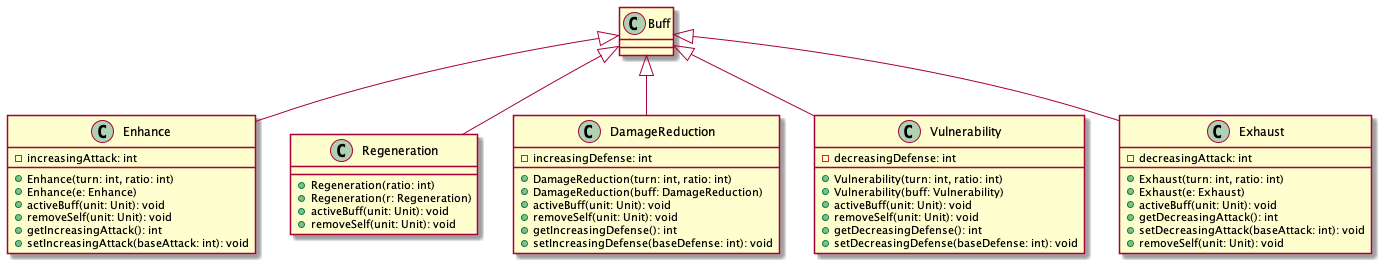 C Buff
C Enhance
increasingAttack: int
Enhance(turn: int, ratio: int)
Enhance(e: Enhance)
activeBuff(unit: Unit): void
removeSelf(unit: Unit): void
getIncreasingAttack(): int
setIncreasingAttack(baseAttack: int): void
C Regeneration
Regeneration(ratio: int)
Regeneration(r: Regeneration)
activeBuff(unit: Unit): void
removeSelf(unit: Unit): void
C DamageReduction
increasingDefense: int
DamageReduction(turn: int, ratio: int)
DamageReduction(buff: DamageReduction)
activeBuff(unit: Unit): void
removeSelf(unit: Unit): void
getIncreasingDefense(): int
setIncreasingDefense(baseDefense: int): void
C Vulnerability
decreasingDefense: int
Vulnerability(turn: int, ratio: int)
Vulnerability(buff: Vulnerability)
activeBuff(unit: Unit): void
removeSelf(unit: Unit): void
getDecreasingDefense(): int
setDecreasingDefense(baseDefense: int): void
C Exhaust
decreasingAttack: int
Exhaust(turn: int, ratio: int)
Exhaust(e: Exhaust)
activeBuff(unit: Unit): void
getDecreasingAttack(): int
setDecreasingAttack(baseAttack: int): void
removeSelf(unit: Unit): void